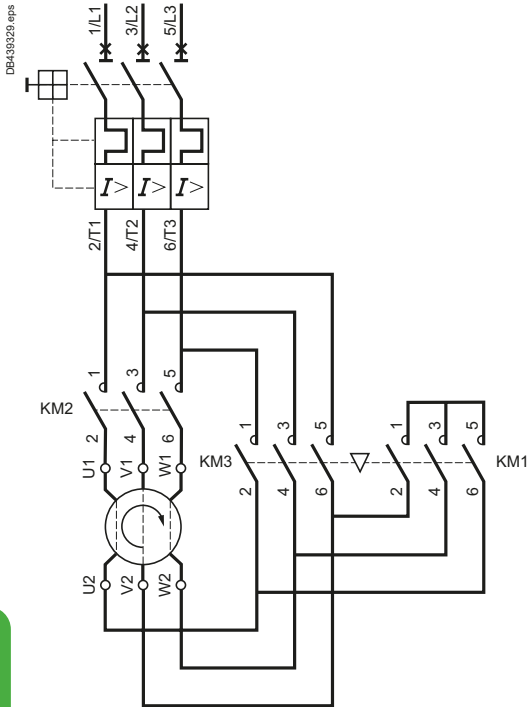 DB439329.eps
1/L1 3/L2 5/L3
I> I> I>
2/T1 4/T2 6/T3
1 3 5
KM2
2 4 6
U1 V1 W1
U2 V2 W2
1 3 5
KM3
2 4 6
1 3 5
KM1
2 4 6